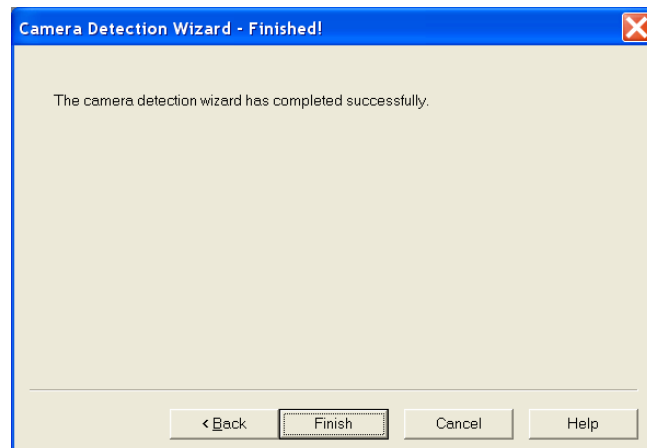 Camera Detection Wizard - Finished!
The camera detection wizard has completed successfully.
< Back
Finish
Cancel
Help